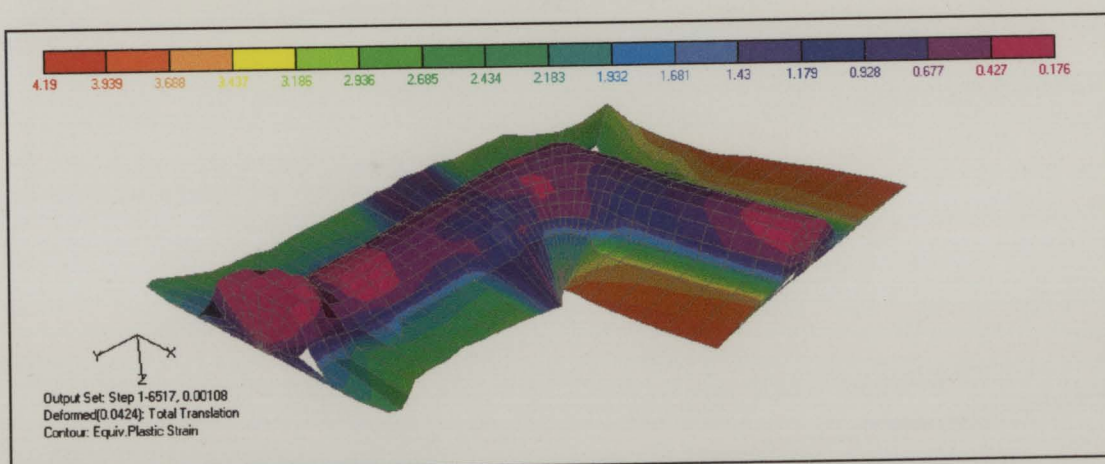 4.19 3.939 3.688 3.437 3.186 2.936 2.685 2.434 2.183 1.932 1.681 1.43 1.179 0.928 0.677 0.427 0.176
Y X
Z
Output Set: Step 1-6517, 0.00108
Deformed(0.0424): Total Translation
Contour: Equiv.Plastic Strain